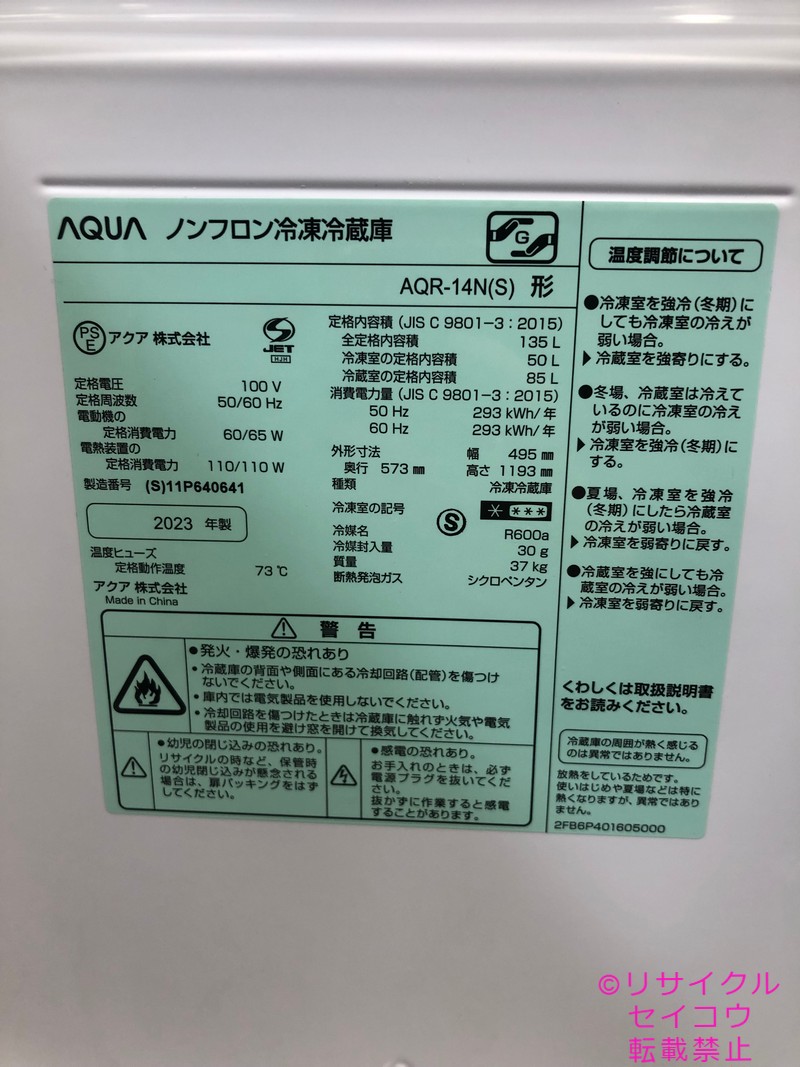 AQUA ノンフロン冷凍冷蔵庫
G
AQR-14N(S) 形
PS
E
アクア 株式会社
S
JET
HJH
定格電圧 100 V
定格周波数 50/60 Hz
電動機の
定格消費電力 60/65 W
電熱装置の
定格消費電力 110/110 W
製造番号 (S)11P640641
2023 年製
温度ヒューズ
定格動作温度 73 ℃
アクア 株式会社
Made in China
定格内容積 (JIS C 9801-3:2015)
全定格内容積 135 L
冷凍室の定格内容積 50 L
冷蔵室の定格内容積 85 L
消費電力量 (JIS C 9801-3:2015)
50 Hz 293 kWh/年
60 Hz 293 kWh/年
外形寸法 幅 495 mm
奥行 573 mm 高さ 1193 mm
種類 冷凍冷蔵庫
冷凍室の記号 * ***
S
冷媒名 R600a
冷媒封入量 30 g
質量 37 kg
断熱発泡ガス シクロペンタン
⚠ 警告
●発火・爆発の恐れあり
・冷蔵庫の背面や側面にある冷却回路(配管)を傷つけ
ないでください。
・庫内では電気製品を使用しないでください。
・冷却回路を傷つけたときは冷蔵庫に触れず火気や電気
製品の使用を避け窓を開けて換気してください。
●幼児の閉じ込みの恐れあり。
リサイクルの時など、保管時
の幼児閉じ込みが懸念される
場合は、扉パッキングをはず
してください。
●感電の恐れあり。
お手入れのときは、必ず
電源プラグを抜いてくだ
さい。
抜かずに作業すると感電
することがあります。
温度調節について
●冷凍室を強冷(冬期)に
しても冷凍室の冷えが
弱い場合。
▶冷蔵室を強寄りにする。
●冬場、冷蔵室は冷えて
いるのに冷凍室の冷え
が弱い場合。
▶冷凍室を強冷(冬期)に
する。
●夏場、冷凍室を強冷
(冬期)にしたら冷蔵室
の冷えが弱い場合。
▶冷凍室を弱寄りに戻す。
●冷蔵室を強にしても冷
蔵室の冷えが弱い場合。
▶冷凍室を弱寄りに戻す。
くわしくは取扱説明書
をお読みください。
冷蔵庫の周囲が熱く感じる
のは異常ではありません。
放熱をしているためです。
使いはじめや夏場などは特に
熱くなりますが、異常ではあり
ません。
2FB6P401605000
©リサイクル
セイコウ
転載禁止